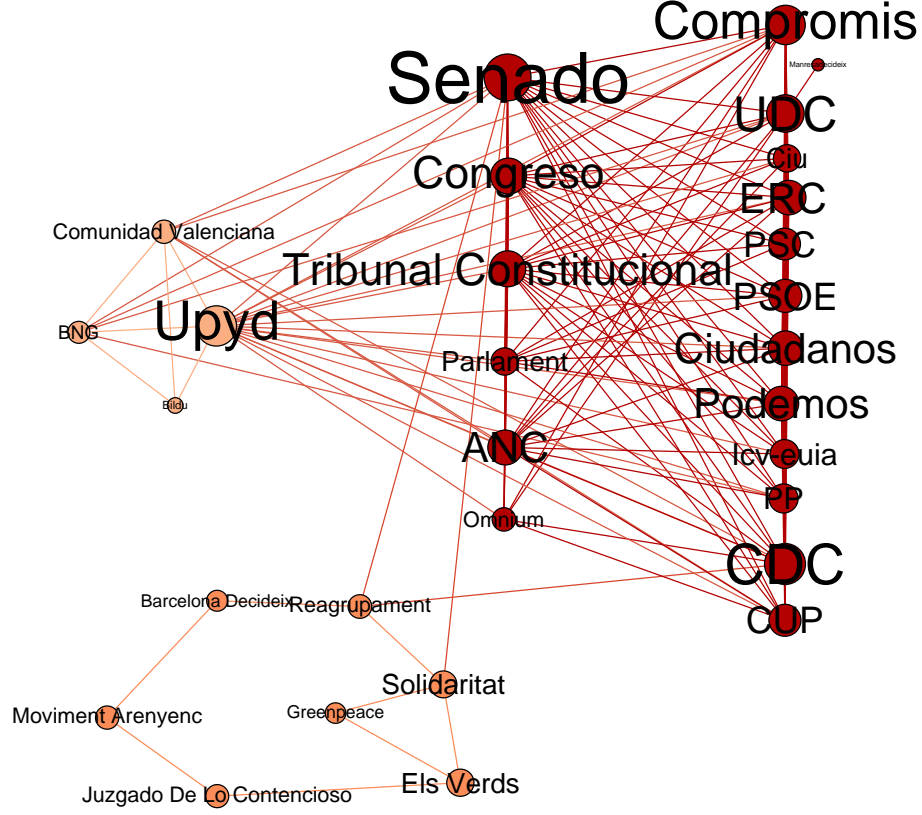 Compromis
Senado
Manresadecideix
UDC
Ciu
Congreso
ERC
Comunidad Valenciana
PSC
Tribunal Constitucional
PSOE
Upyd
BNG
Ciudadanos
Parlament
Bildu
Podemos
ANC
Icv-euia
PP
Omnium
CDC
Barcelona Decideix
Reagrupament
CUP
Solidaritat
Greenpeace
Moviment Arenyenc
Els Verds
Juzgado De Lo Contencioso